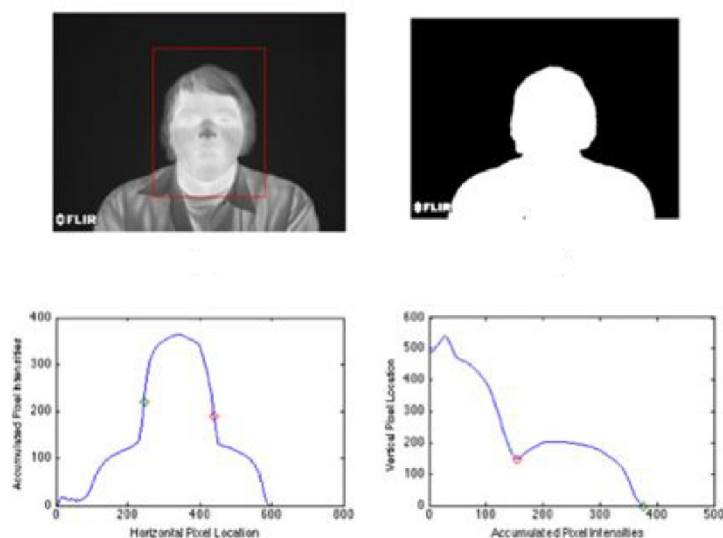 FLIR
FLIR
Accumulated Pixel Intensities
400
300
200
100
0
0 200 400 600 800
Horizontal Pixel Location
Vertical Pixel Location
600
500
400
300
200
100
0
0 100 200 300 400 500
Accumulated Pixel Intensities